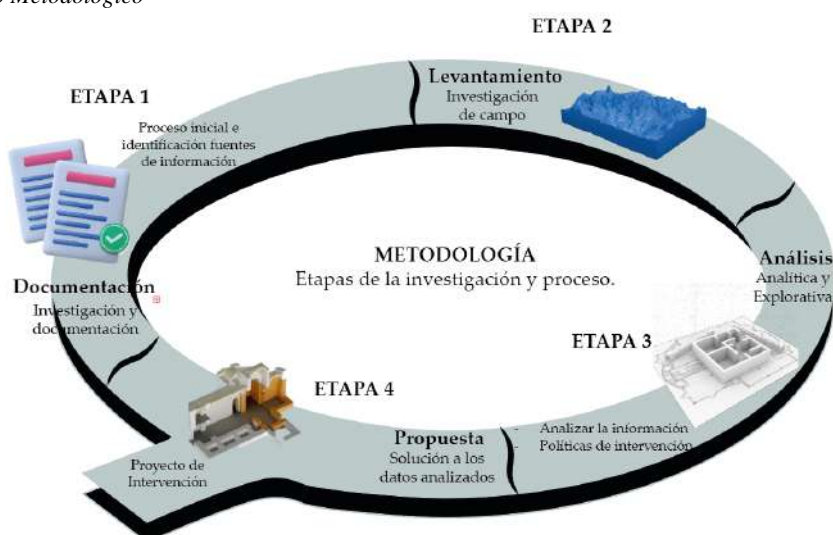 Metodológico
ETAPA 1
Proceso inicial e
identificación fuentes
de información
Documentación
Investigación y
documentación
ETAPA 2
Levantamiento
Investigación
de campo
METODOLOGÍA
Etapas de la investigación y proceso.
Análisis
Analítica y
Explorativa
ETAPA 3
- Analizar la información
- Políticas de intervención
ETAPA 4
Propuesta
Solución a los
datos analizados
Proyecto de
Intervención